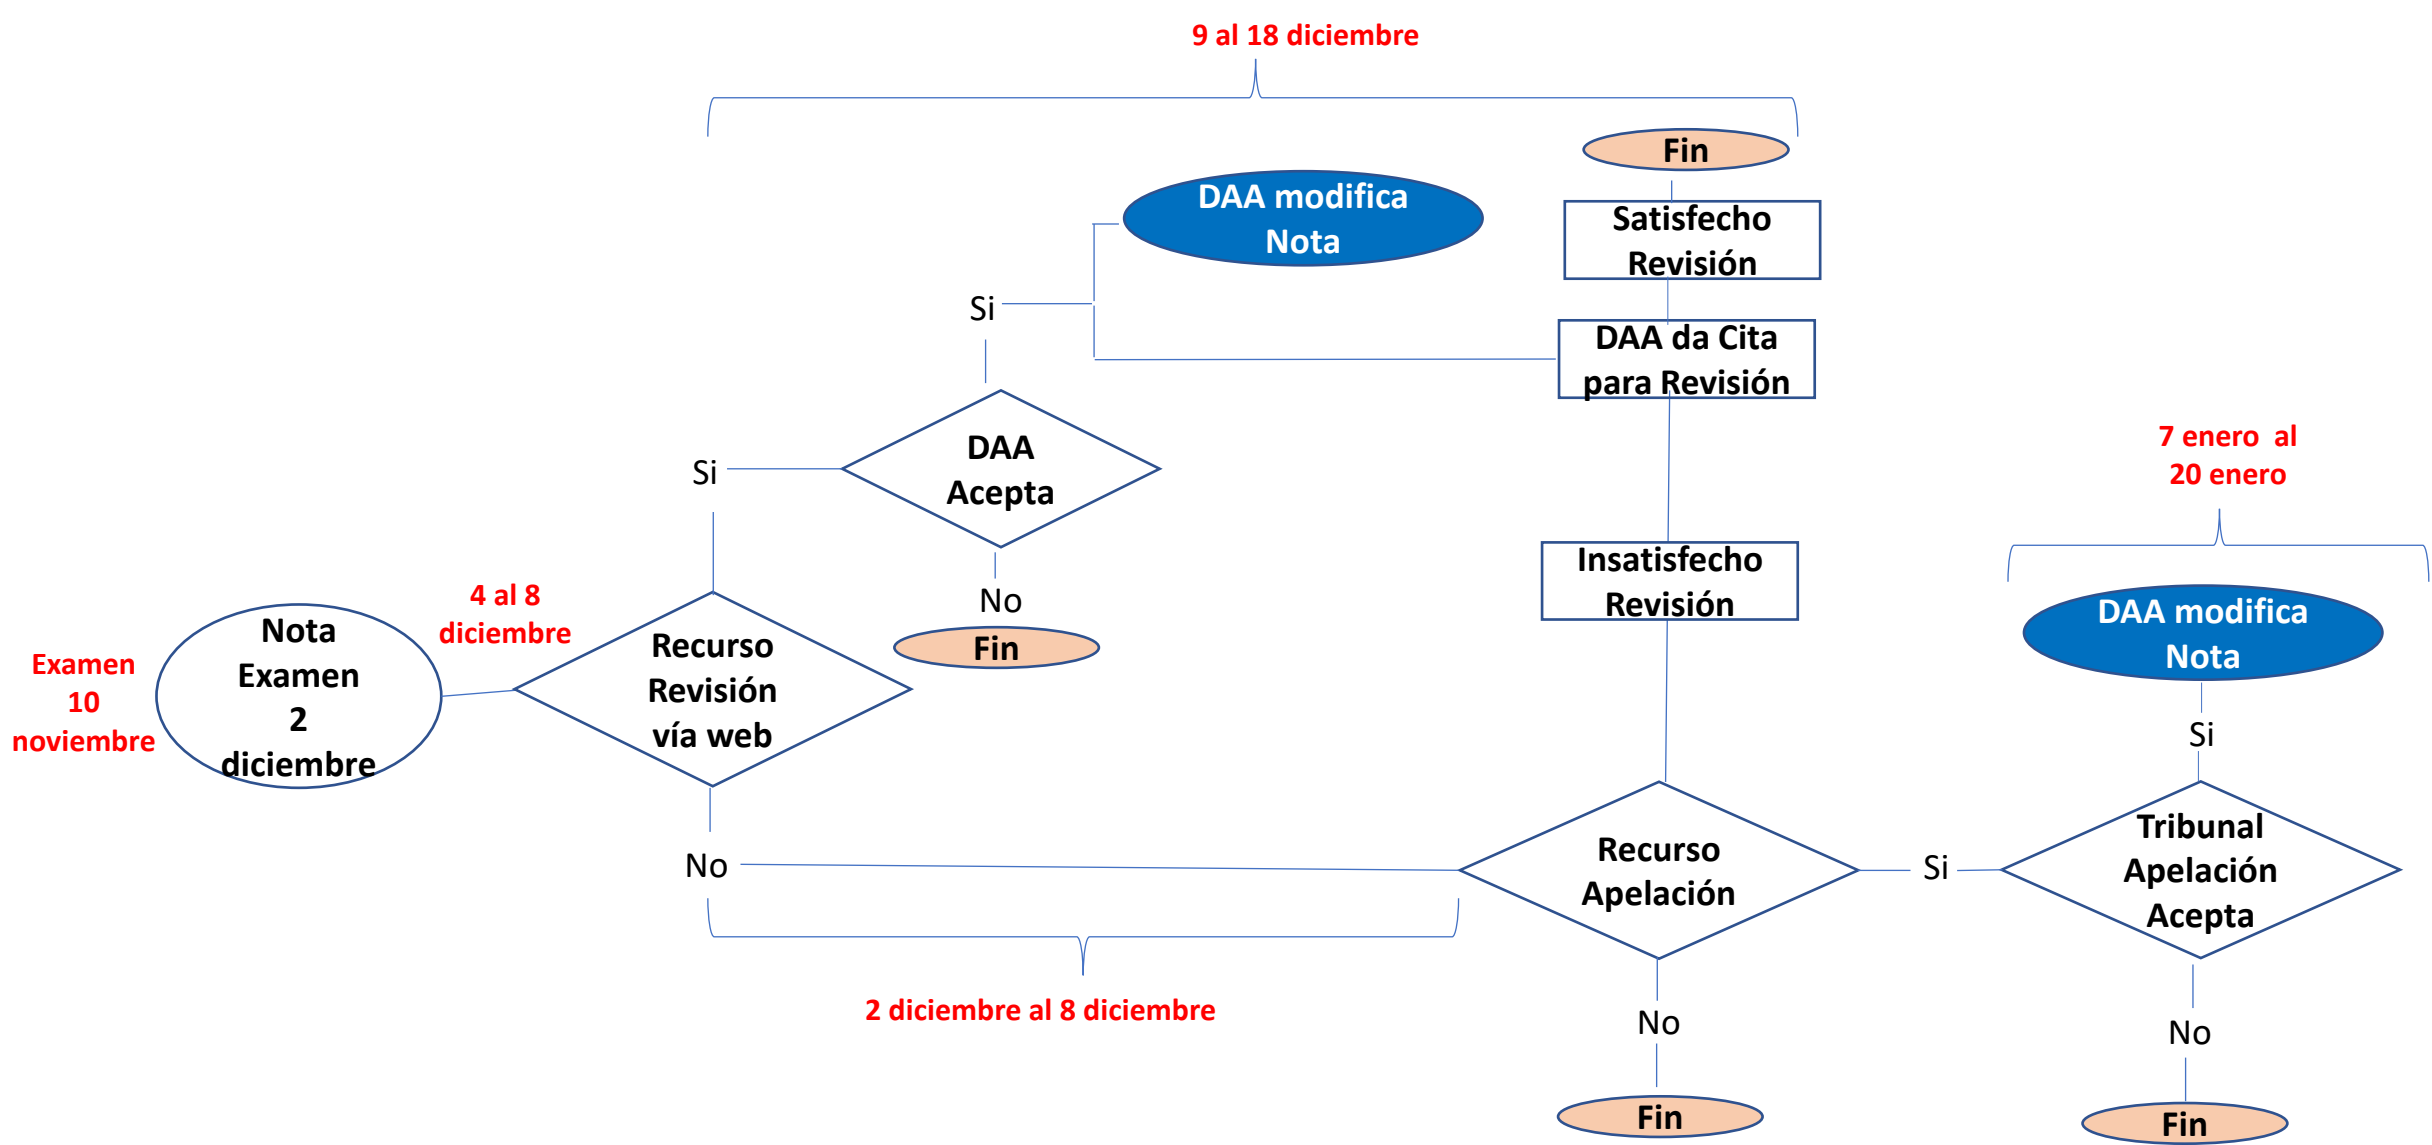 9 al 18 diciembre
Fin
DAA modifica
Nota
Satisfecho
Revisión
Si
DAA da Cita
para Revisión
DAA
Acepta
Si
7 enero al
20 enero
Insatisfecho
Revisión
No
Fin
4 al 8
diciembre
Examen
10
noviembre
Nota
Examen
2
diciembre
Recurso
Revisión
vía web
DAA modifica
Nota
Si
No
Recurso
Apelación
Si
Tribunal
Apelación
Acepta
2 diciembre al 8 diciembre
No
Fin
No
Fin